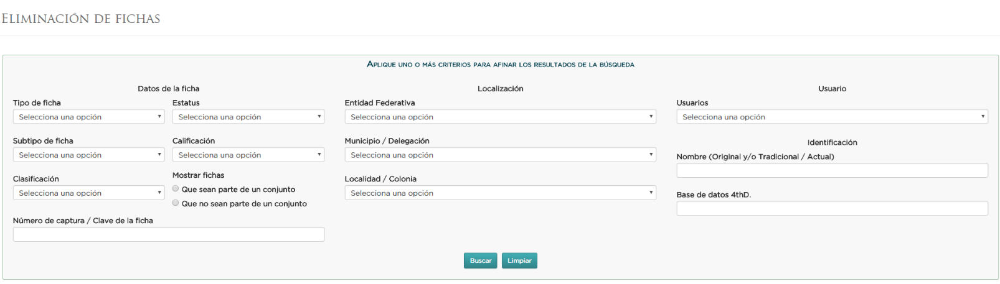 Eliminación de fichas
Aplique uno o más criterios para afinar los resultados de la búsqueda
Datos de la ficha
Tipo de ficha
Selecciona una opción
Estatus
Selecciona una opción
Subtipo de ficha
Selecciona una opción
Calificación
Selecciona una opción
Clasificación
Selecciona una opción
Mostrar fichas
Que sean parte de un conjunto
Que no sean parte de un conjunto
Número de captura / Clave de la ficha
Localización
Entidad Federativa
Selecciona una opción
Municipio / Delegación
Selecciona una opción
Localidad / Colonia
Selecciona una opción
Usuario
Usuarios
Selecciona una opción
Identificación
Nombre (Original y/o Tradicional / Actual)
Base de datos 4thD.
Buscar
Limpiar